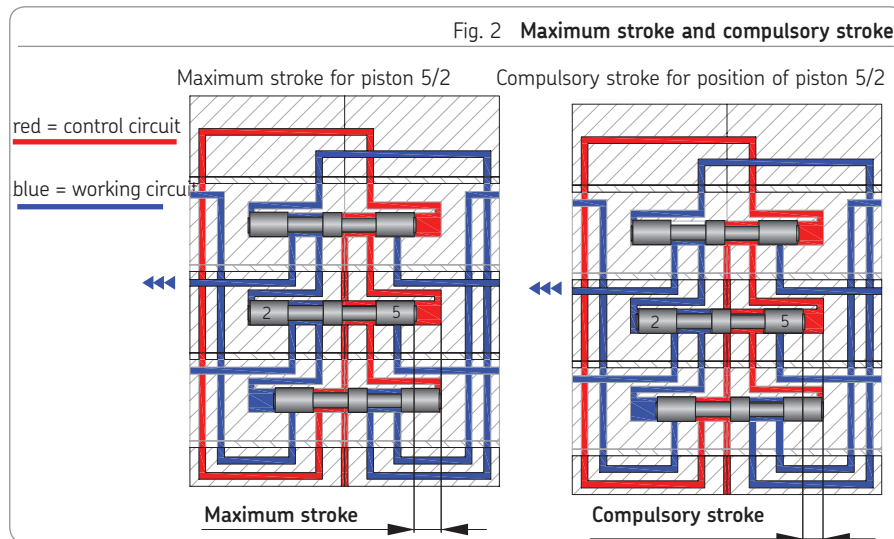 Fig. 2 Maximum stroke and compulsory stroke
Maximum stroke for piston 5/2
Compulsory stroke for position of piston 5/2
red = control circuit
blue = working circuit
2 5
2 5
Maximum stroke
Compulsory stroke